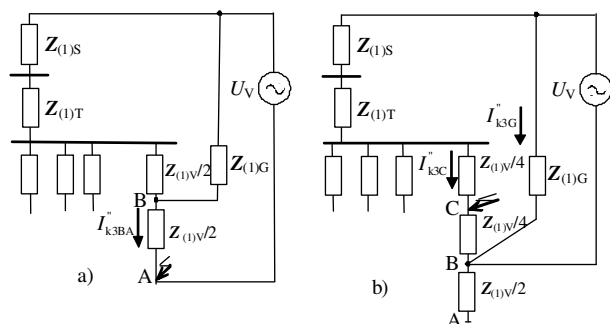 Z(1)S
Z(1)T
UV
Z(1)V/2
Z(1)G
B
I"k3BA
Z(1)V/2
A
a)
Z(1)S
Z(1)T
UV
I"k3G
I"k3C
Z(1)V/4
Z(1)G
C
Z(1)V/4
B
Z(1)V/2
b)
A